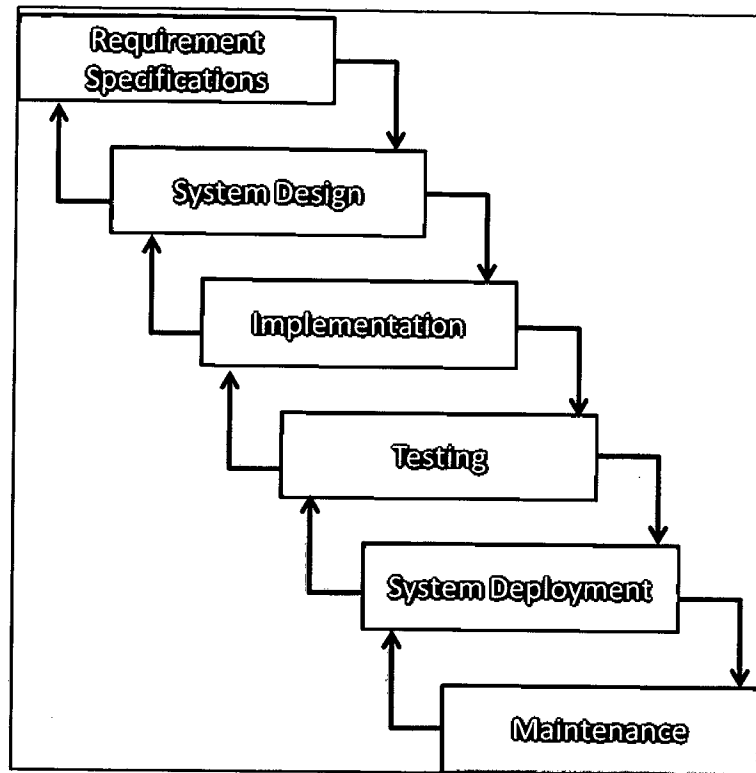 Requirement
Specifications
System Design
Implementation
Testing
System Deployment
Maintenance